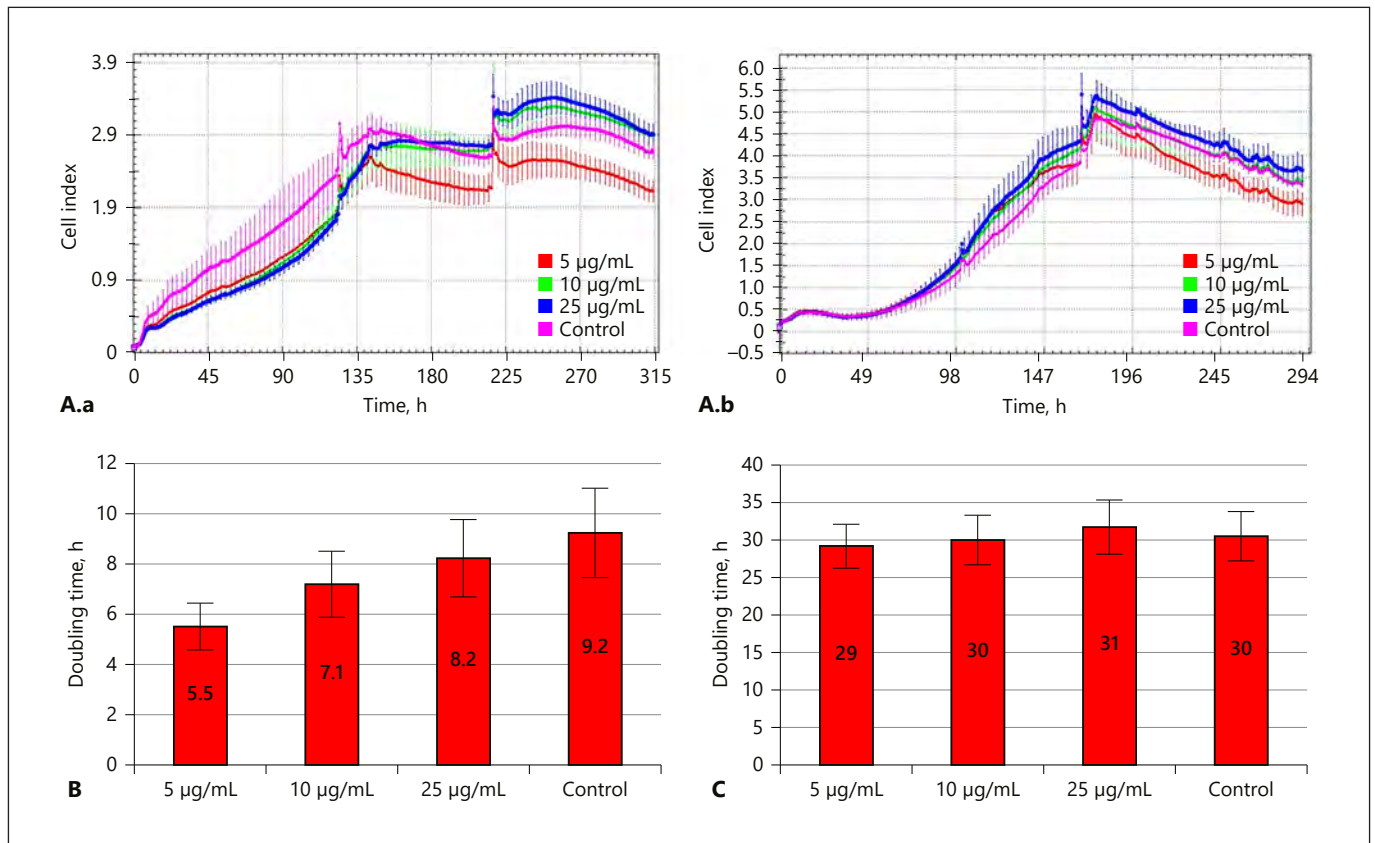 3.9
2.9
1.9
0.9
0
Cell index
5 µg/mL
10 µg/mL
25 µg/mL
Control
0 45 90 135 180 225 270 315
A.a
Time, h
6.0
5.5
5.0
4.5
4.0
3.5
3.0
2.5
2.0
1.5
1.0
0.5
0
–0.5
Cell index
5 µg/mL
10 µg/mL
25 µg/mL
Control
0 49 98 147 196 245 294
A.b
Time, h
12
10
8
6
4
2
0
Doubling time, h
5.5
7.1
8.2
9.2
B
5 µg/mL 10 µg/mL 25 µg/mL Control
40
35
30
25
20
15
10
5
0
Doubling time, h
29
30
31
30
C
5 µg/mL 10 µg/mL 25 µg/mL Control